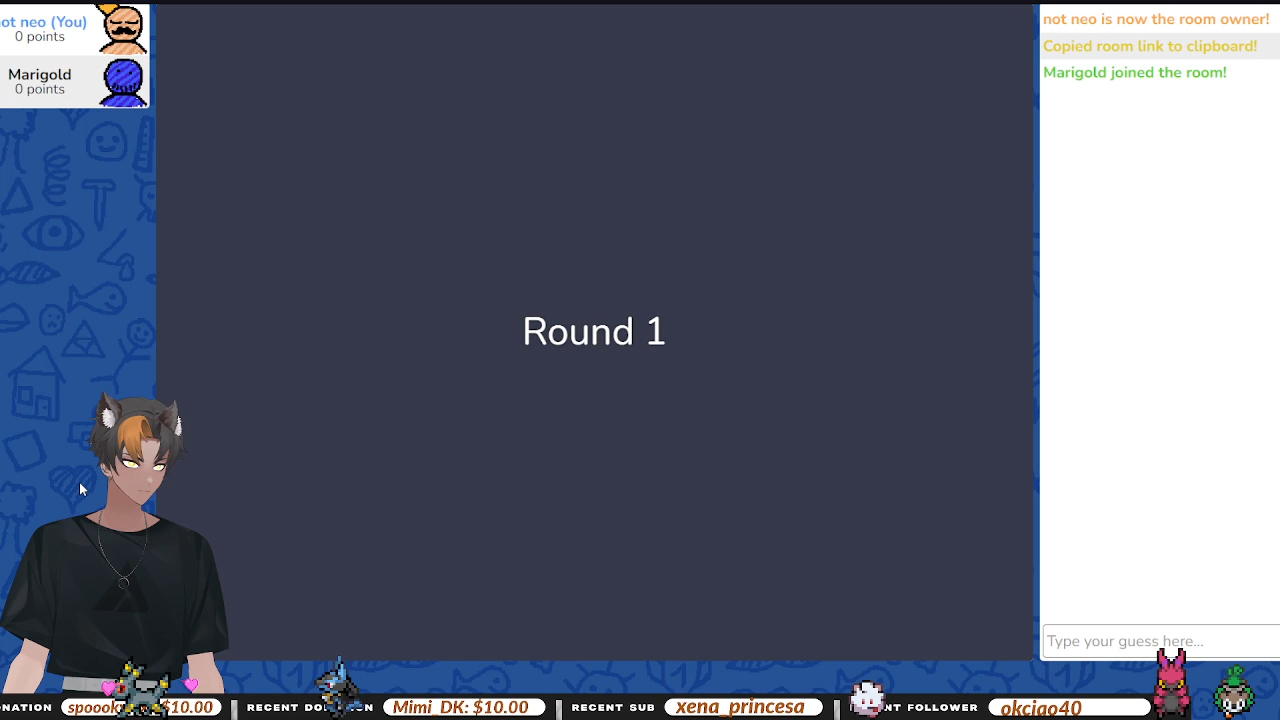 ot neo (You)
0 points
Marigold
0 points
Round 1
not neo is now the room owner!
Copied room link to clipboard!
Marigold joined the room!
Type your guess here...
NATION
$10.00
RECENT
Mimi_DK: $10.00
RECENT SUB
xena_princesa
NT FOLLOWER
okciao40